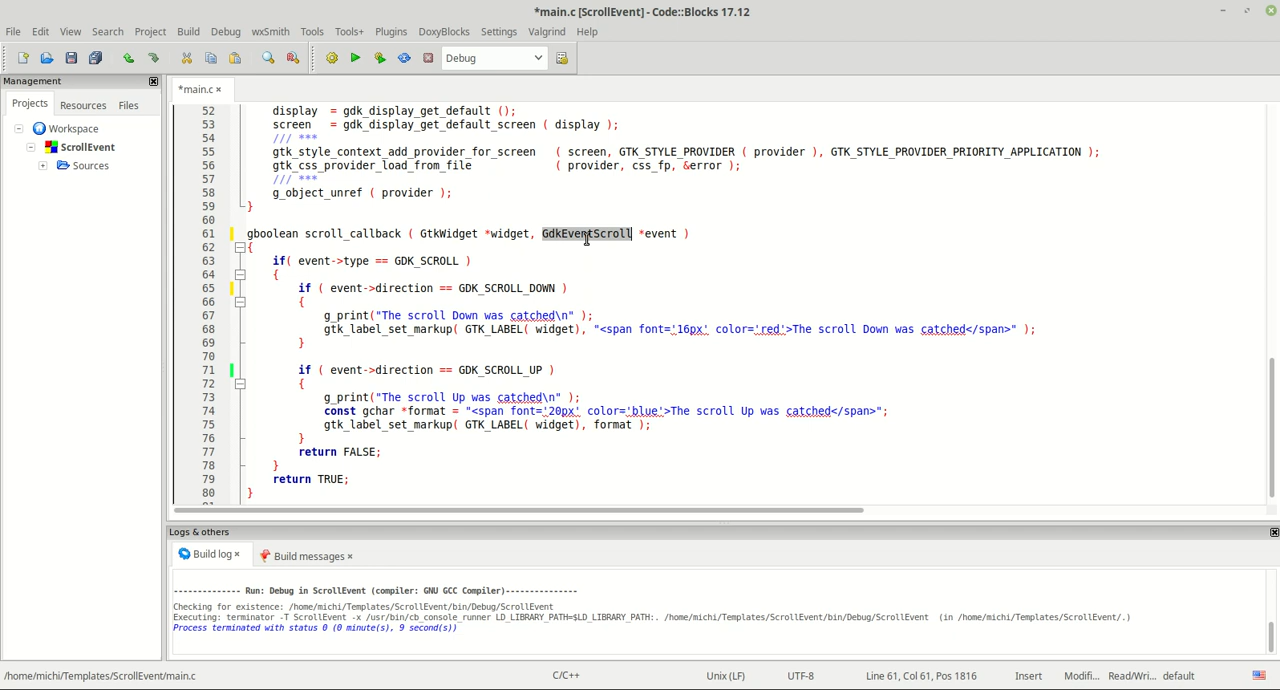 *main.c [ScrollEvent] - Code::Blocks 17.12
File Edit View Search Project Build Debug wxSmith Tools Tools+ Plugins DoxyBlocks Settings Valgrind Help
Debug
Management
Projects Resources Files
Workspace
ScrollEvent
Sources
*main.c
52 display = gdk_display_get_default ();
53 screen = gdk_display_get_default_screen ( display );
54 /// ***
55 gtk_style_context_add_provider_for_screen ( screen, GTK_STYLE_PROVIDER ( provider ), GTK_STYLE_PROVIDER_PRIORITY_APPLICATION );
56 gtk_css_provider_load_from_file ( provider, css_fp, &error );
57 /// ***
58 g_object_unref ( provider );
59 }
60
61 gboolean scroll_callback ( GtkWidget *widget, GdkEventScroll *event )
62 {
63 if( event->type == GDK_SCROLL )
64 {
65 if ( event->direction == GDK_SCROLL_DOWN )
66 {
67 g_print("The scroll Down was catched\n" );
68 gtk_label_set_markup( GTK_LABEL( widget), "<span font='16px' color='red'>The scroll Down was catched</span>" );
69 }
70
71 if ( event->direction == GDK_SCROLL_UP )
72 {
73 g_print("The scroll Up was catched\n" );
74 const gchar *format = "<span font='20px' color='blue'>The scroll Up was catched</span>";
75 gtk_label_set_markup( GTK_LABEL( widget), format );
76 }
77 return FALSE;
78 }
79 return TRUE;
80 }
Logs & others
Build log Build messages
-------------- Run: Debug in ScrollEvent (compiler: GNU GCC Compiler)---------------
Checking for existence: /home/michi/Templates/ScrollEvent/bin/Debug/ScrollEvent
Executing: terminator -T ScrollEvent -x /usr/bin/cb_console_runner LD_LIBRARY_PATH=$LD_LIBRARY_PATH:. /home/michi/Templates/ScrollEvent/bin/Debug/ScrollEvent (in /home/michi/Templates/ScrollEvent/.)
Process terminated with status 0 (0 minute(s), 9 second(s))
/home/michi/Templates/ScrollEvent/main.c C/C++ Unix (LF) UTF-8 Line 61, Col 61, Pos 1816 Insert Modifi... Read/Wri... default